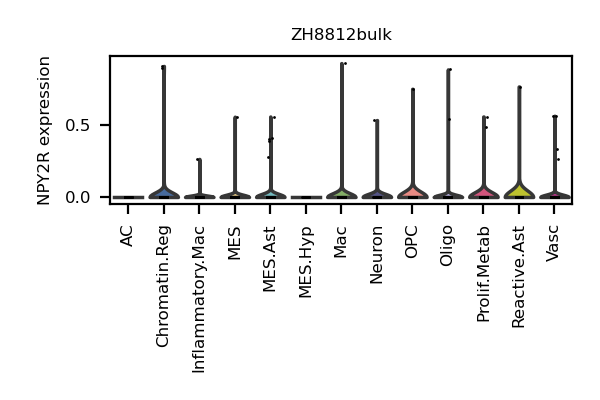 ZH8812bulk
NPY2R expression
0.5
0.0
AC
Chromatin.Reg
Inflammatory.Mac
MES
MES.Ast
MES.Hyp
Mac
Neuron
OPC
Oligo
Prolif.Metab
Reactive.Ast
Vasc